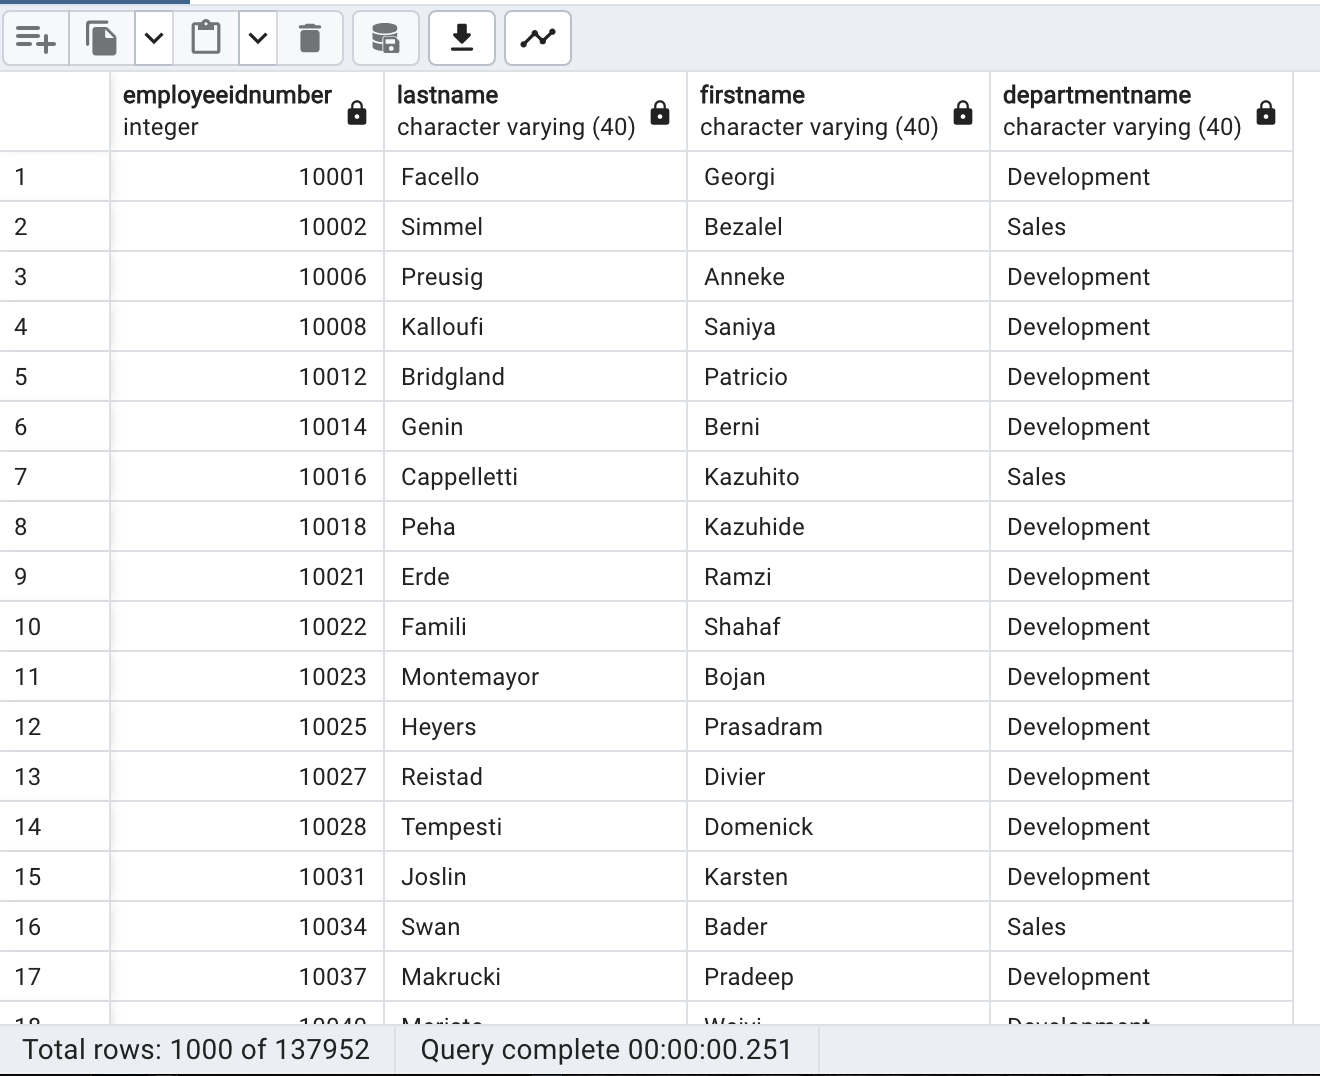 employeeidnumber lastname firstname departmentname
integer character varying (40) character varying (40) character varying (40)
1 10001 Facello Georgi Development
2 10002 Simmel Bezalel Sales
3 10006 Preusig Anneke Development
4 10008 Kalloufi Saniya Development
5 10012 Bridgland Patricio Development
6 10014 Genin Berni Development
7 10016 Cappelletti Kazuhito Sales
8 10018 Peha Kazuhide Development
9 10021 Erde Ramzi Development
10 10022 Famili Shahaf Development
11 10023 Montemayor Bojan Development
12 10025 Heyers Prasadram Development
13 10027 Reistad Divier Development
14 10028 Tempesti Domenick Development
15 10031 Joslin Karsten Development
16 10034 Swan Bader Sales
17 10037 Makrucki Pradeep Development
18 10040 Development
Total rows: 1000 of 137952 Query complete 00:00:00.251